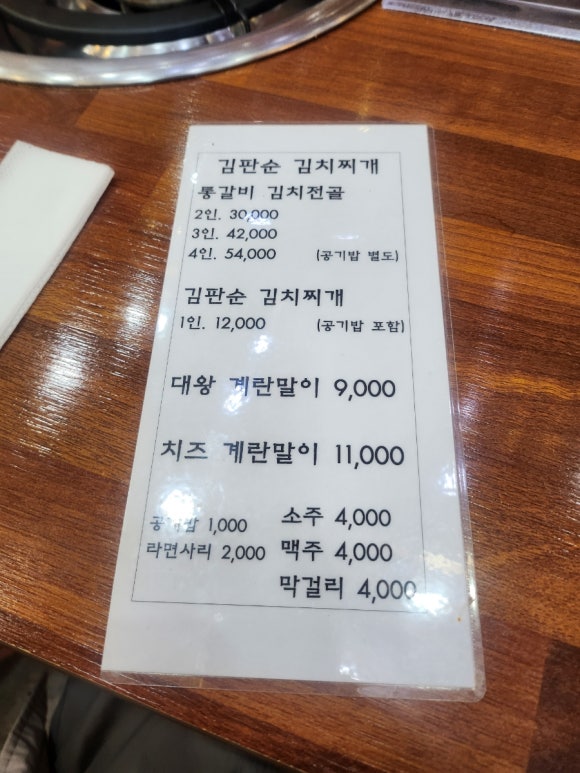 김판순 김치찌개
통갈비 김치전골
2인. 30,000
3인. 42,000
4인. 54,000 (공기밥 별도)
김판순 김치찌개
1인. 12,000 (공기밥 포함)
대왕 계란말이 9,000
치즈 계란말이 11,000
공기밥 1,000
라면사리 2,000
소주 4,000
맥주 4,000
막걸리 4,000